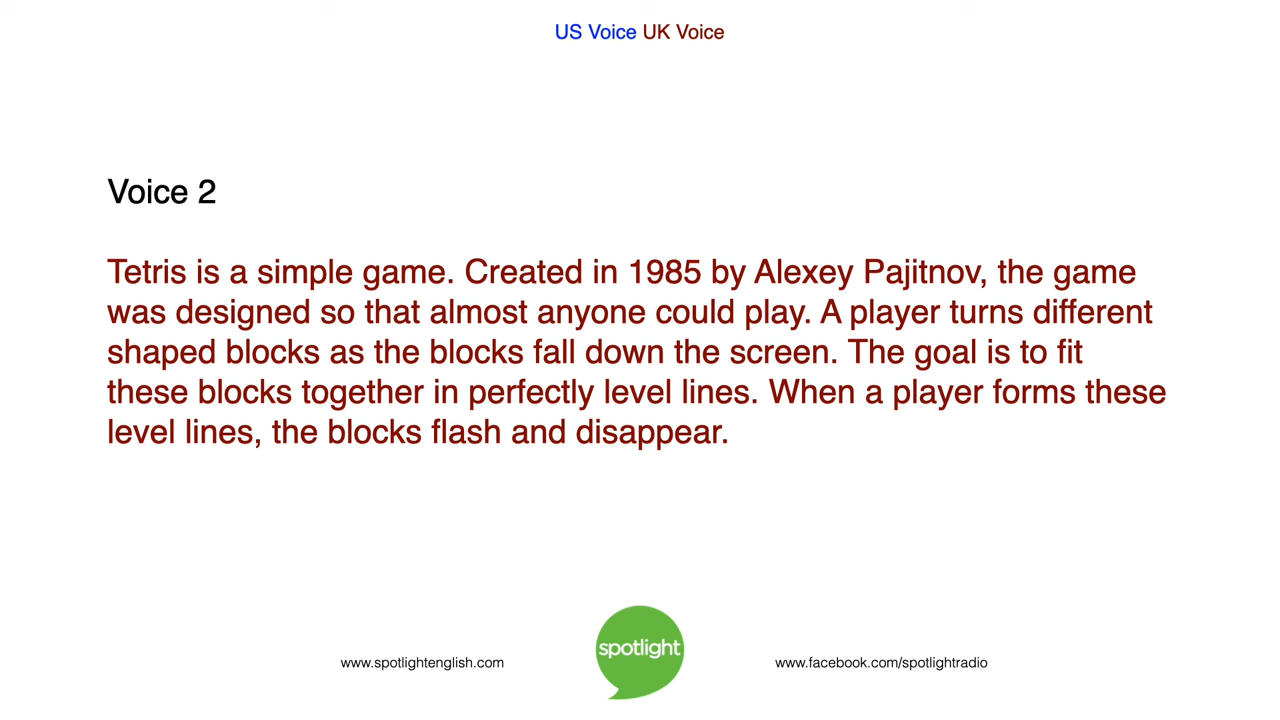 US Voice UK Voice
Voice 2
Tetris is a simple game. Created in 1985 by Alexey Pajitnov, the game
was designed so that almost anyone could play. A player turns different
shaped blocks as the blocks fall down the screen. The goal is to fit
these blocks together in perfectly level lines. When a player forms these
level lines, the blocks flash and disappear.
www.spotlightenglish.com
spotlight
www.facebook.com/spotlightradio